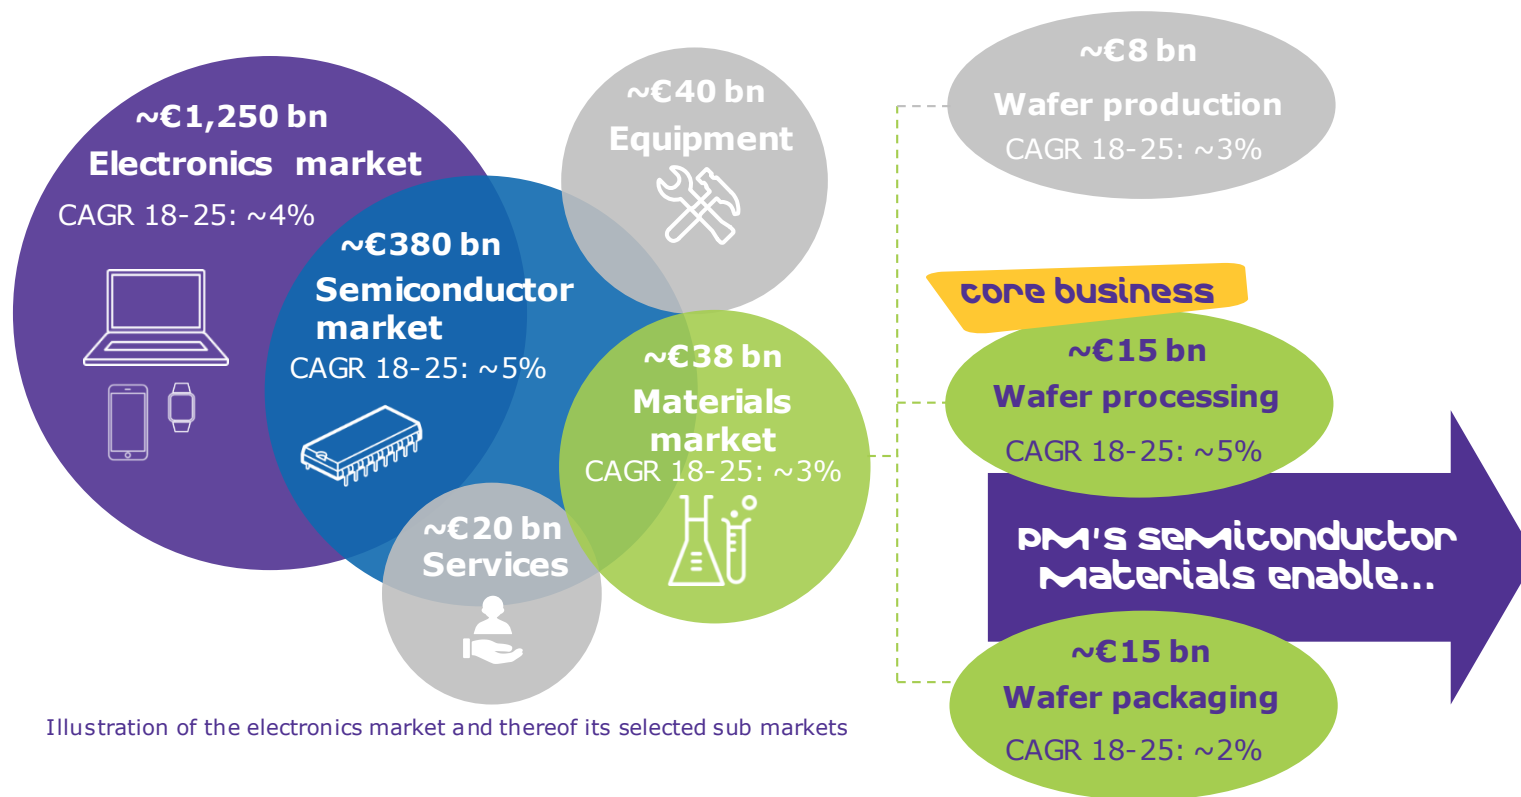 ~€1,250 bn
Electronics market
CAGR 18-25: ~4%
~€380 bn
Semiconductor
market
CAGR 18-25: ~5%
~€40 bn
Equipment
~€38 bn
Materials
market
CAGR 18-25: ~3%
~€20 bn
Services
~€8 bn
Wafer production
CAGR 18-25: ~3%
core business
~€15 bn
Wafer processing
CAGR 18-25: ~5%
PM's semiconductor
Materials enable...
~€15 bn
Wafer packaging
CAGR 18-25: ~2%
Illustration of the electronics market and thereof its selected sub markets